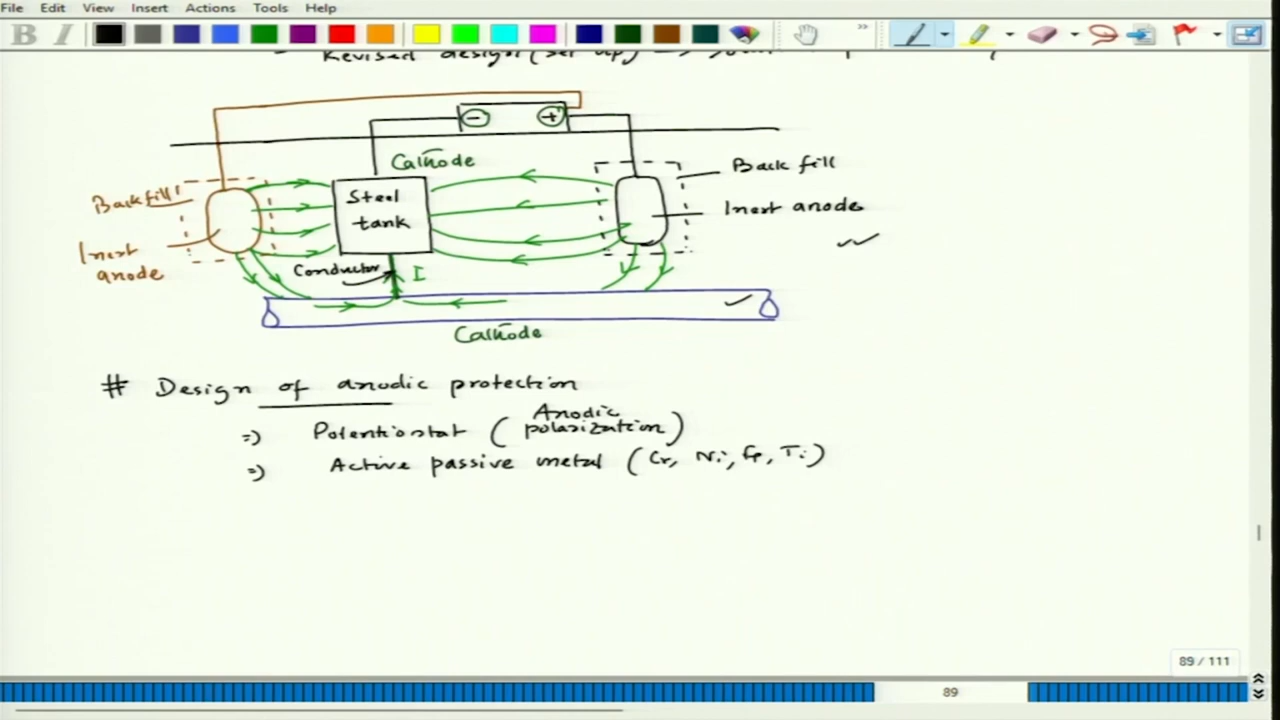 File Edit View Insert Actions Tools Help
B I
Revised design (set up)
- +
Cathode
Back fill
Steel
tank
Back fill
Inert anode
Inert
anode
Conductor
I
Cathode
# Design of anodic protection
=> Potentiostat (Anodic polarization)
=> Active passive metal (Cr, Ni, Fe, Ti)
89 / 111
89